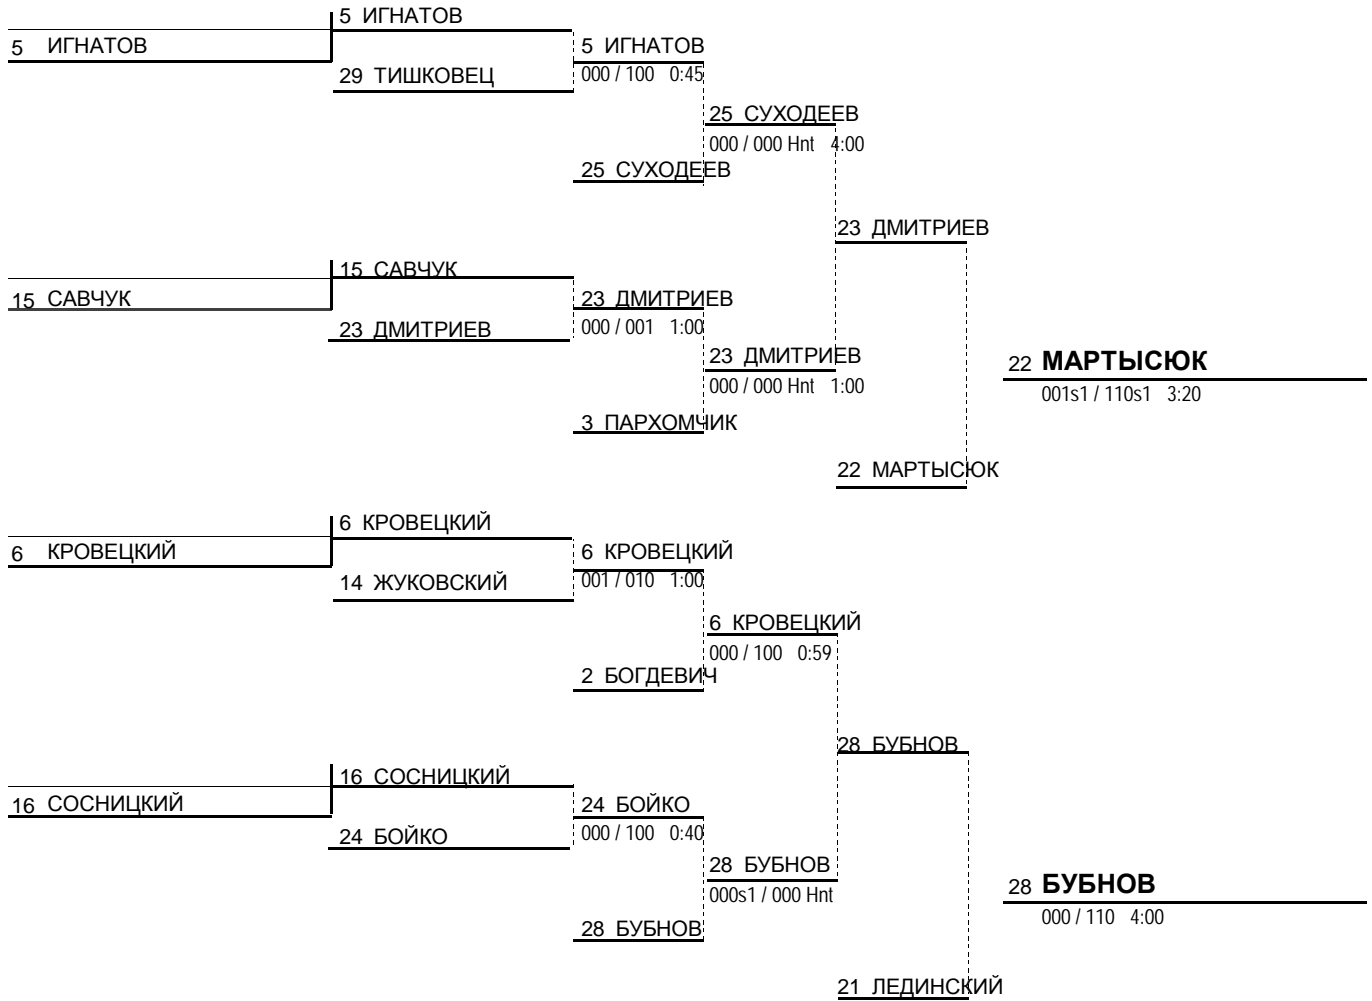 5 ИГНАТОВ
5 ИГНАТОВ
5 ИГНАТОВ
29 ТИШКОВЕЦ
000 / 100 0:45
25 СУХОДЕЕВ
000 / 000 Hnt 4:00
25 СУХОДЕЕВ
23 ДМИТРИЕВ
15 САВЧУК
15 САВЧУК
23 ДМИТРИЕВ
23 ДМИТРИЕВ
000 / 001 1:00
23 ДМИТРИЕВ
000 / 000 Hnt 1:00
22 МАРТЫСЮК
001s1 / 110s1 3:20
3 ПАРХОМЧИК
22 МАРТЫСЮК
6 КРОВЕЦКИЙ
6 КРОВЕЦКИЙ
6 КРОВЕЦКИЙ
14 ЖУКОВСКИЙ
001 / 010 1:00
6 КРОВЕЦКИЙ
000 / 100 0:59
2 БОГДЕВИЧ
28 БУБНОВ
16 СОСНИЦКИЙ
16 СОСНИЦКИЙ
24 БОЙКО
24 БОЙКО
000 / 100 0:40
28 БУБНОВ
000s1 / 000 Hnt
28 БУБНОВ
000 / 110 4:00
28 БУБНОВ
21 ЛЕДИНСКИЙ